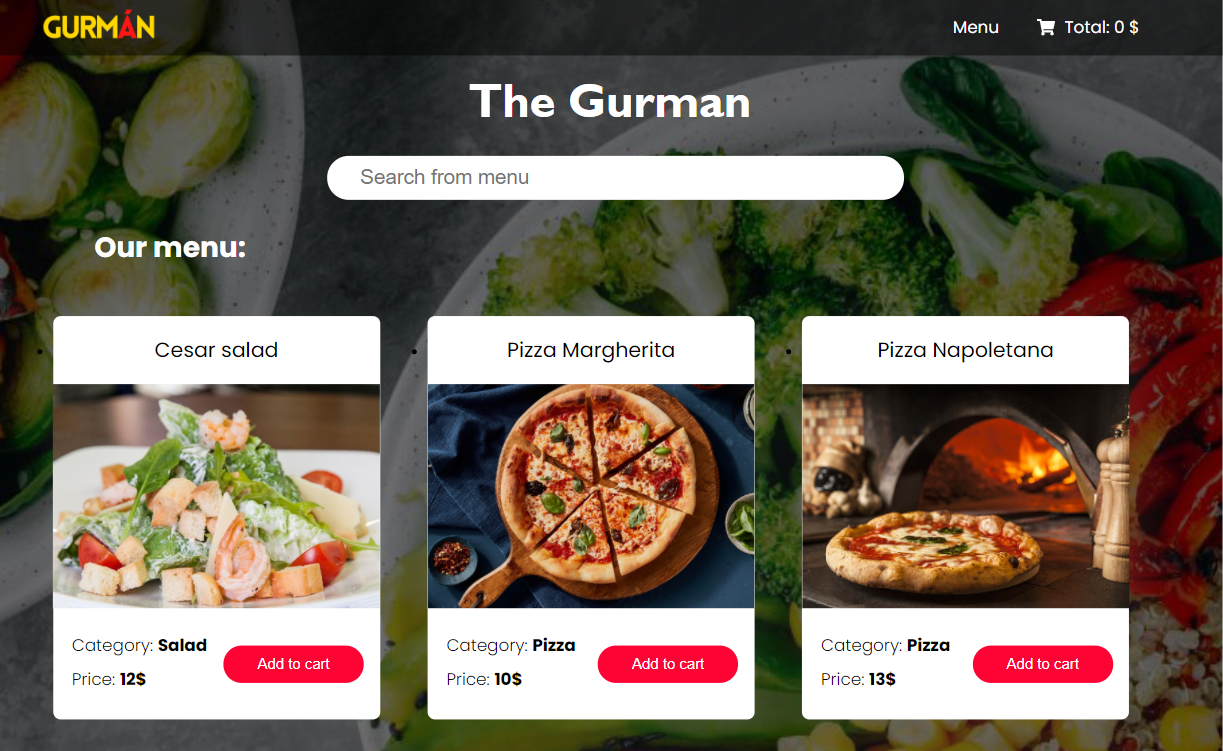 GURMÁN
Menu
Total: 0 $
The Gurman
Search from menu
Our menu:
Cesar salad
Pizza Margherita
Pizza Napoletana
Category: Salad
Price: 12$
Add to cart
Category: Pizza
Price: 10$
Add to cart
Category: Pizza
Price: 13$
Add to cart